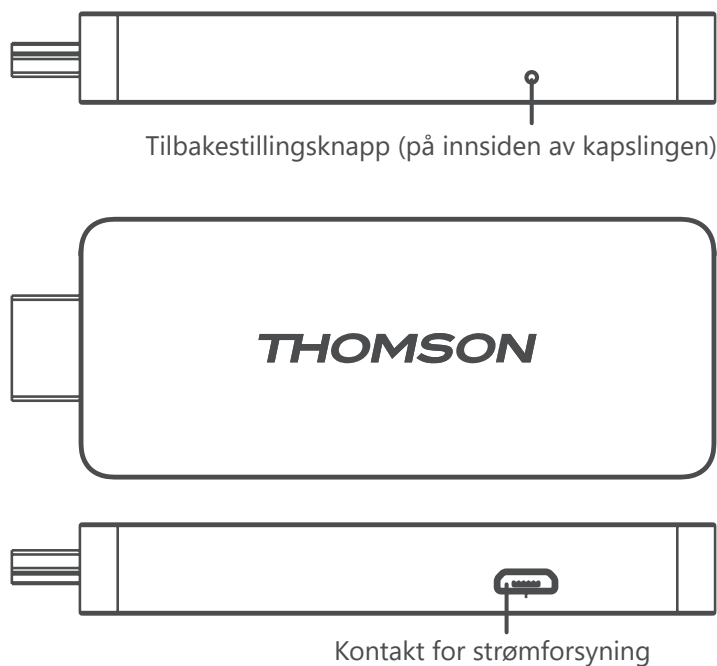 Tilbakestillingsknapp (på innsiden av kapslingen)
THOMSON
Kontakt for strømforsyning